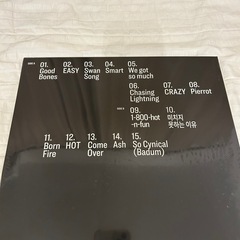 SIDE A
01. Good Bones
02. EASY
03. Swan Song
04. Smart
05. We got so much
06. Chasing Lightning
07. CRAZY
08. Pierrot
SIDE B
09. 1-800-hot-n-fun
10. 미치지 못하는 이유
11. Born Fire
12. HOT
13. Come Over
14. Ash
15. So Cynical (Badum)